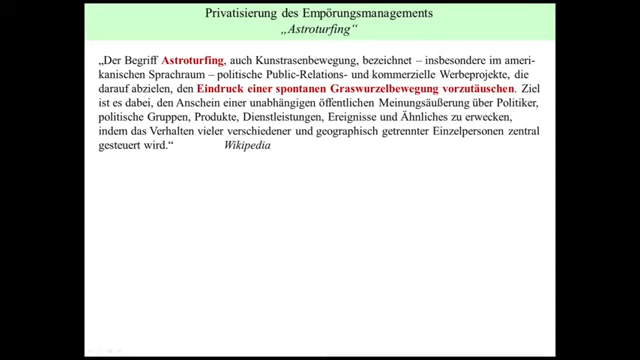 Privatisierung des Empörungsmanagements
„Astroturfing“
„Der Begriff Astroturfing, auch Kunstrasenbewegung, bezeichnet – insbesondere im ameri-
kanischen Sprachraum – politische Public-Relations- und kommerzielle Werbeprojekte, die
darauf abzielen, den Eindruck einer spontanen Graswurzelbewegung vorzutäuschen. Ziel
ist es dabei, den Anschein einer unabhängigen öffentlichen Meinungsäußerung über Politiker,
politische Gruppen, Produkte, Dienstleistungen, Ereignisse und Ähnliches zu erwecken,
indem das Verhalten vieler verschiedener und geographisch getrennter Einzelpersonen zentral
gesteuert wird.“ Wikipedia